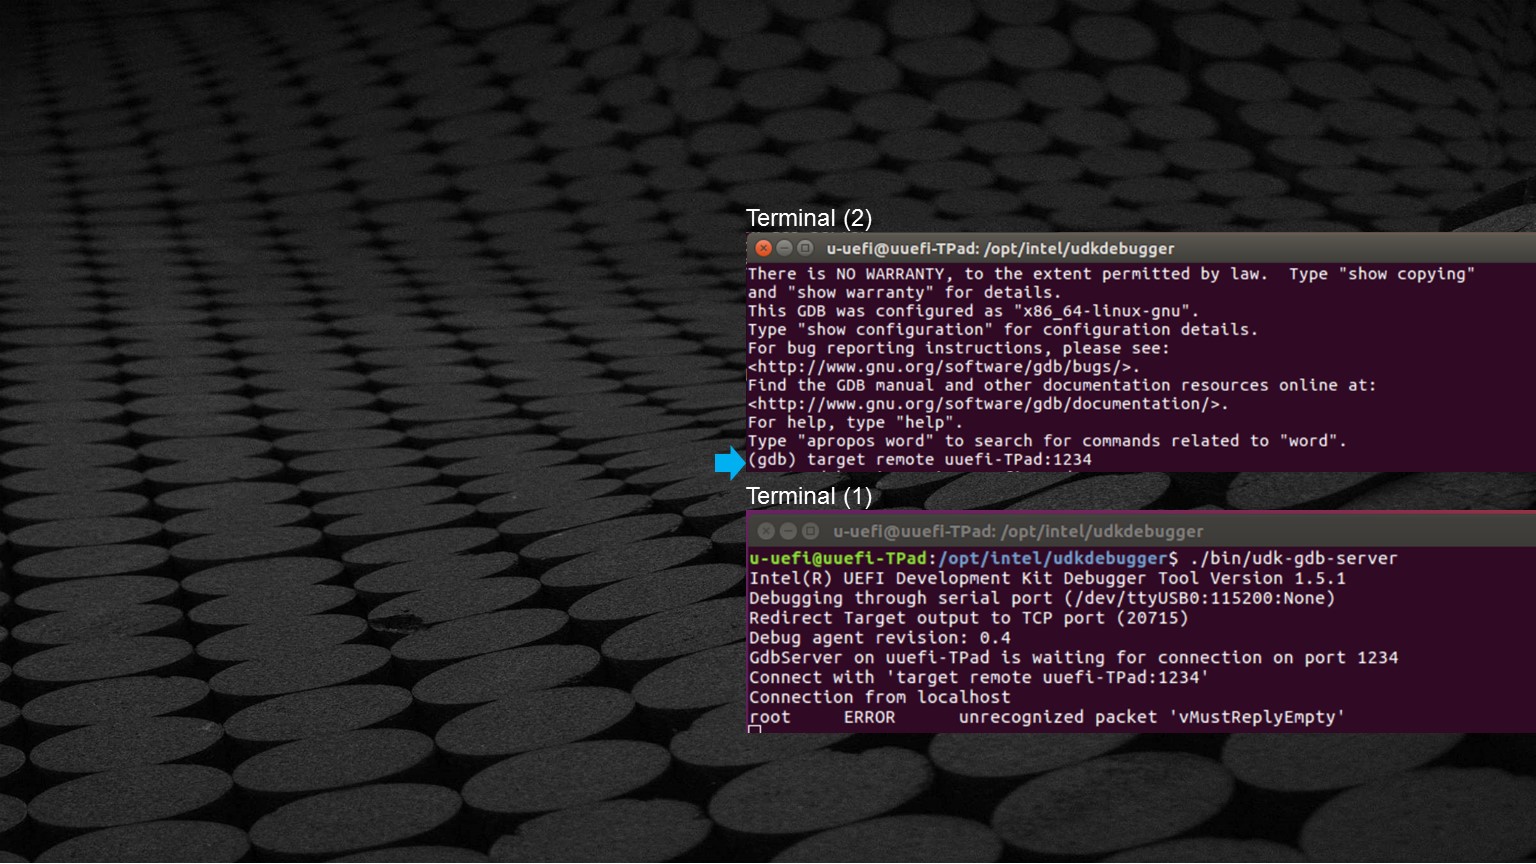 Terminal (2)
u-uefi@uuefi-TPad: /opt/intel/udkdebugger
There is NO WARRANTY, to the extent permitted by law.  Type "show copying"
and "show warranty" for details.
This GDB was configured as "x86_64-linux-gnu".
Type "show configuration" for configuration details.
For bug reporting instructions, please see:
<http://www.gnu.org/software/gdb/bugs/>.
Find the GDB manual and other documentation resources online at:
<http://www.gnu.org/software/gdb/documentation/>.
For help, type "help".
Type "apropos word" to search for commands related to "word".
(gdb) target remote uuefi-TPad:1234
Terminal (1)
u-uefi@uuefi-TPad: /opt/intel/udkdebugger
u-uefi@uuefi-TPad:/opt/intel/udkdebugger$ ./bin/udk-gdb-server
Intel(R) UEFI Development Kit Debugger Tool Version 1.5.1
Debugging through serial port (/dev/ttyUSB0:115200:None)
Redirect Target output to TCP port (20715)
Debug agent revision: 0.4
GdbServer on uuefi-TPad is waiting for connection on port 1234
Connect with 'target remote uuefi-TPad:1234'
Connection from localhost
root     ERROR      unrecognized packet 'vMustReplyEmpty'